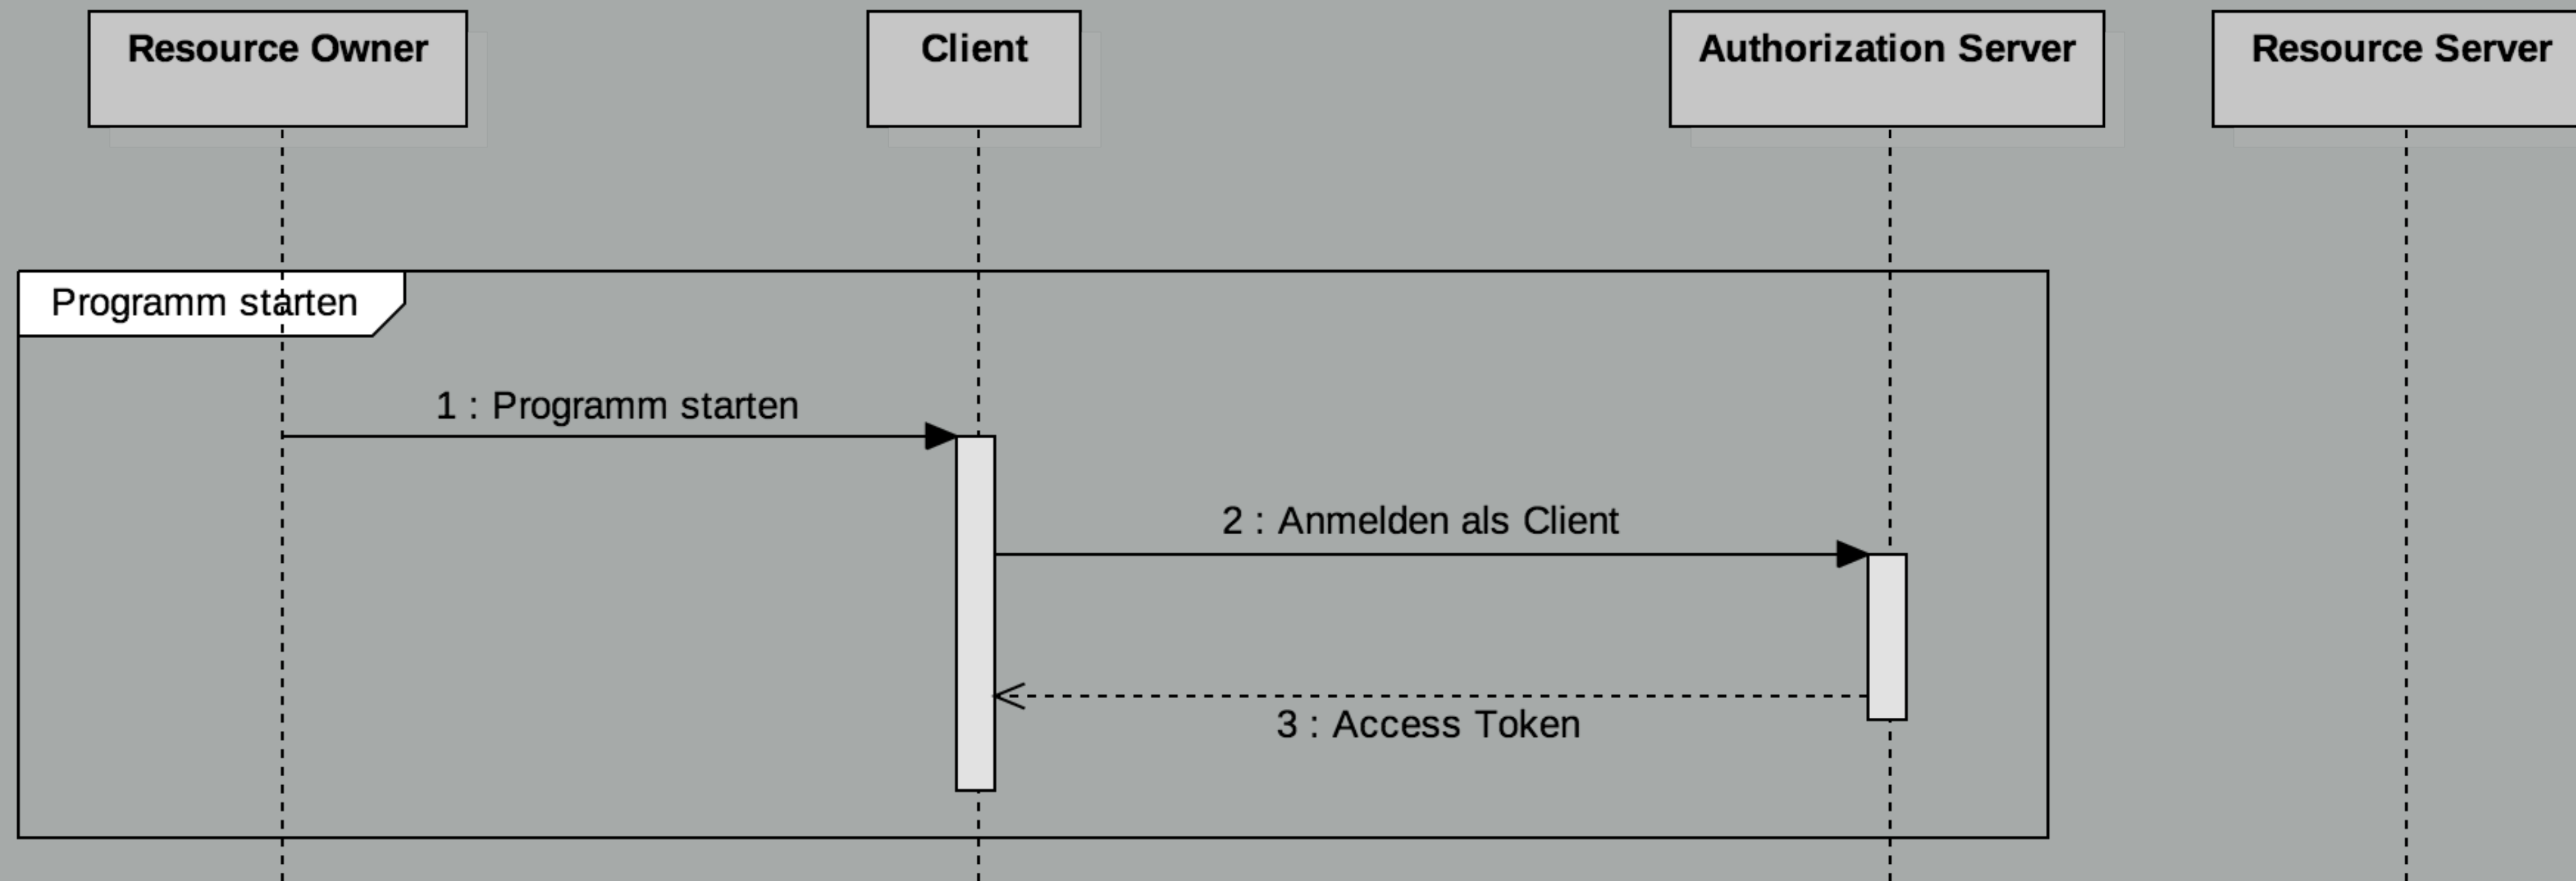 Resource Owner
Client
Authorization Server
Resource Server
Programm starten
1 : Programm starten
2 : Anmelden als Client
3 : Access Token